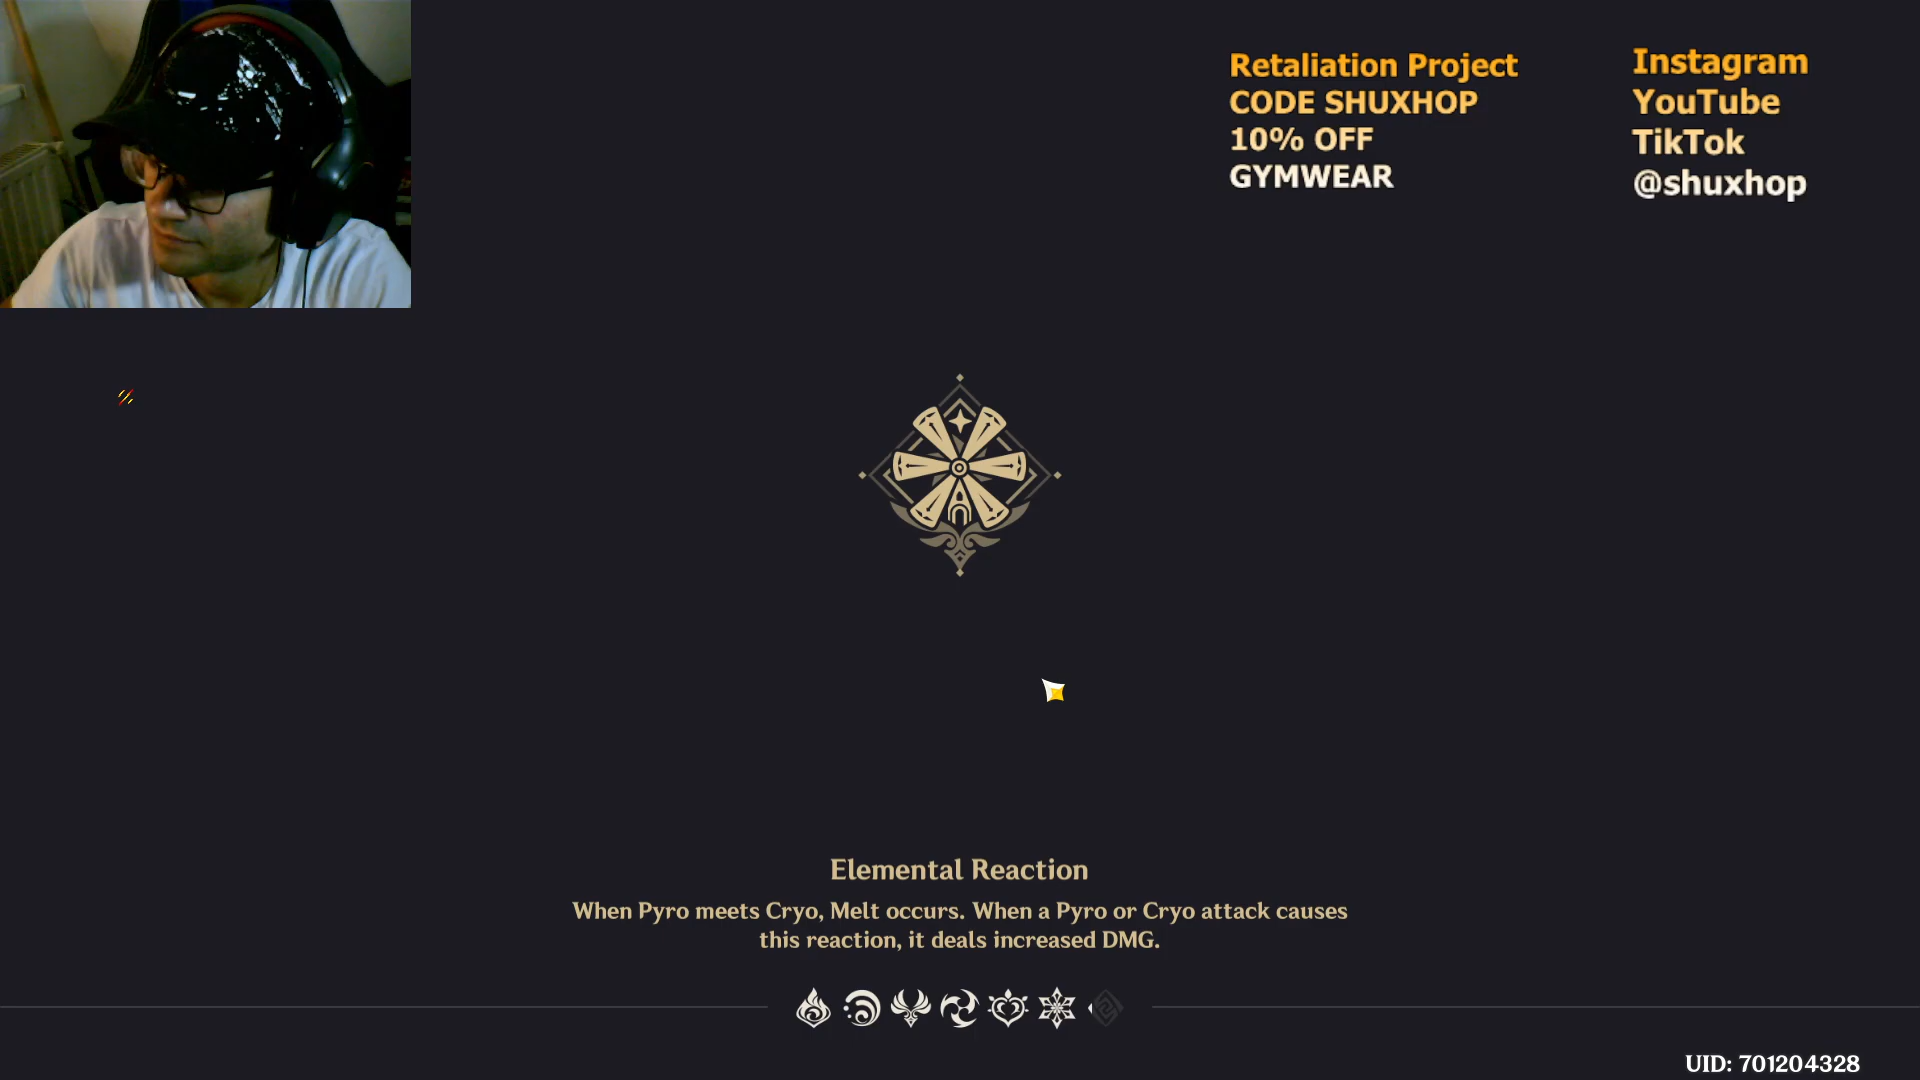 Retaliation Project
CODE SHUXHOP
10% OFF
GYMWEAR
Instagram
YouTube
TikTok
@shuxhop
Elemental Reaction
When Pyro meets Cryo, Melt occurs. When a Pyro or Cryo attack causes
this reaction, it deals increased DMG.
UID: 701204328